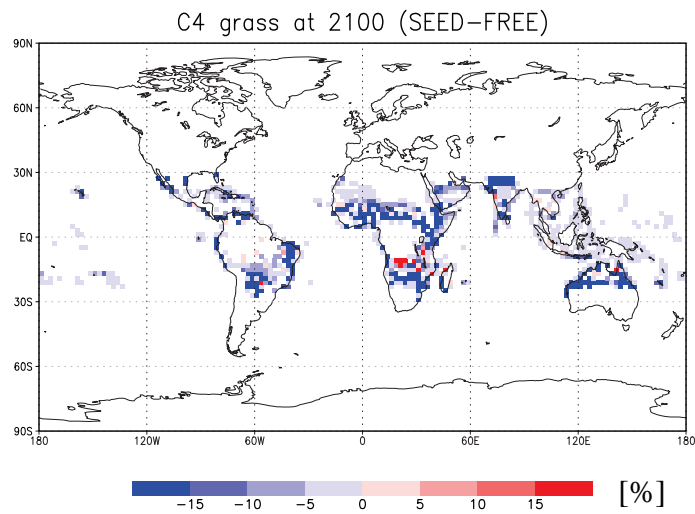 C4 grass at 2100 (SEED-FREE)
90N
60N
30N
EQ
30S
60S
90S
180 120W 60W 0 60E 120E 180
-15 -10 -5 0 5 10 15 [%]